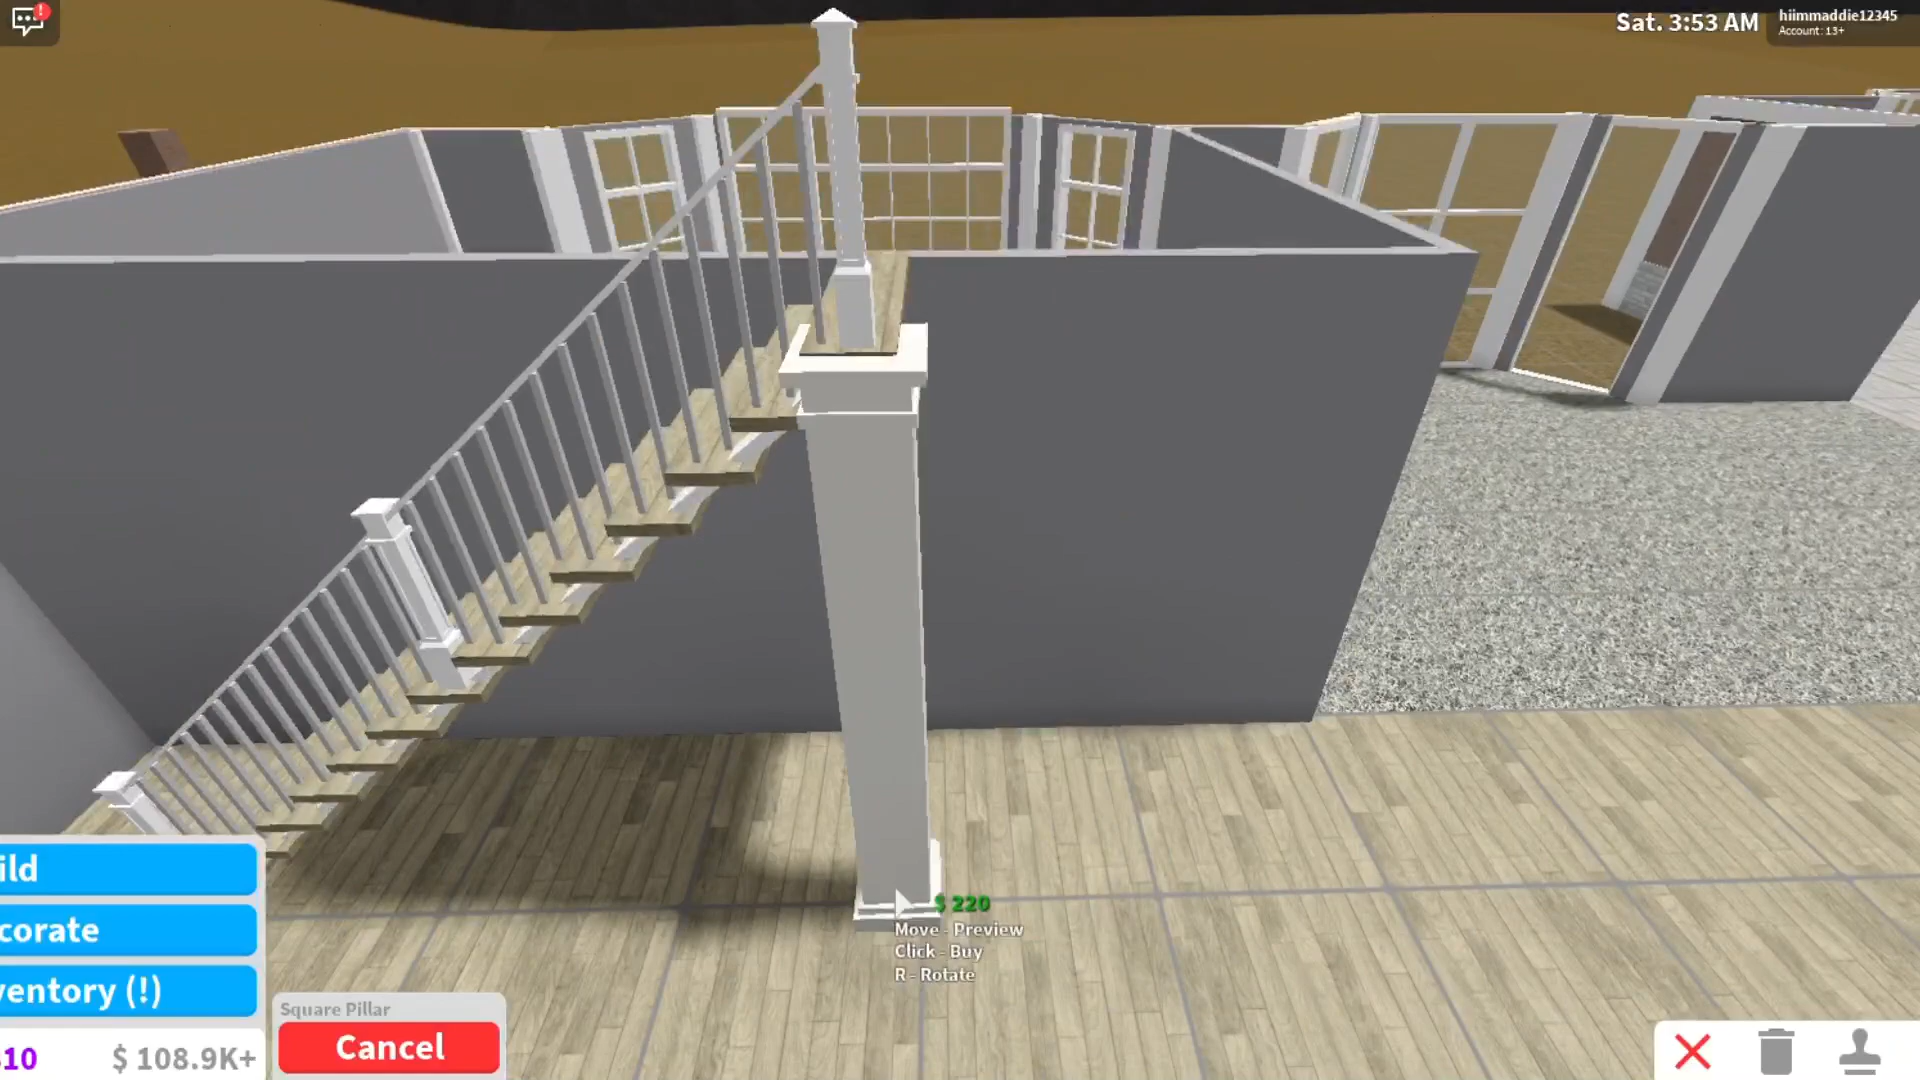 Sat. 3:53 AM
hiimmaddie12345
Account: 13+
$ 220
Move - Preview
Click - Buy
R - Rotate
ild
corate
ventory (!)
Square Pillar
Cancel
10
$ 108.9K+